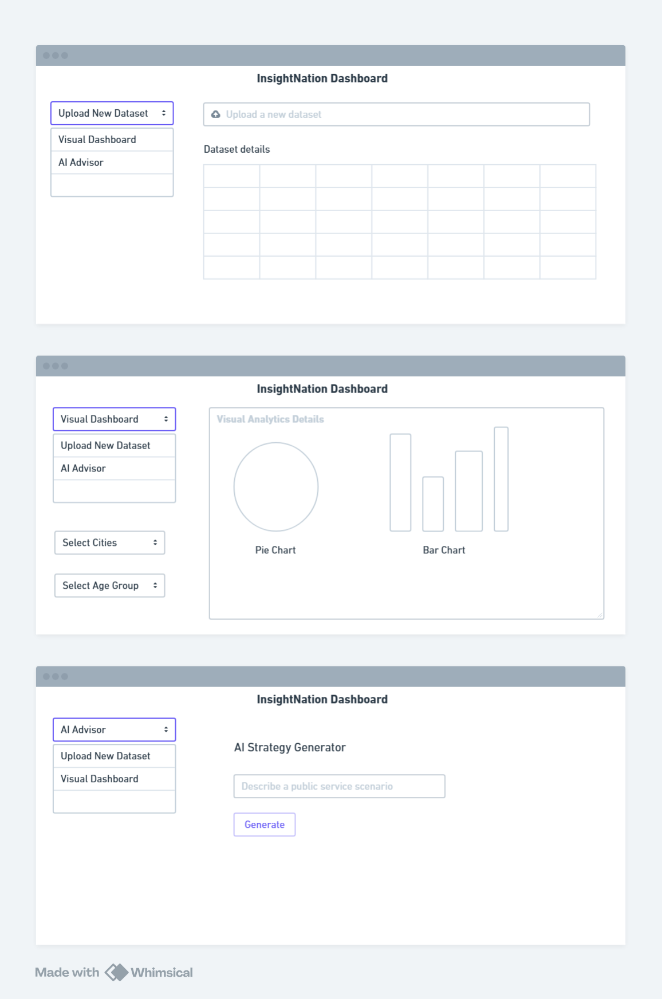 InsightNation Dashboard
Upload New Dataset
Visual Dashboard
AI Advisor
Upload a new dataset
Dataset details
InsightNation Dashboard
Visual Dashboard
Upload New Dataset
AI Advisor
Select Cities
Select Age Group
Visual Analytics Details
Pie Chart
Bar Chart
InsightNation Dashboard
AI Advisor
Upload New Dataset
Visual Dashboard
AI Strategy Generator
Describe a public service scenario
Generate
Made with Whimsical